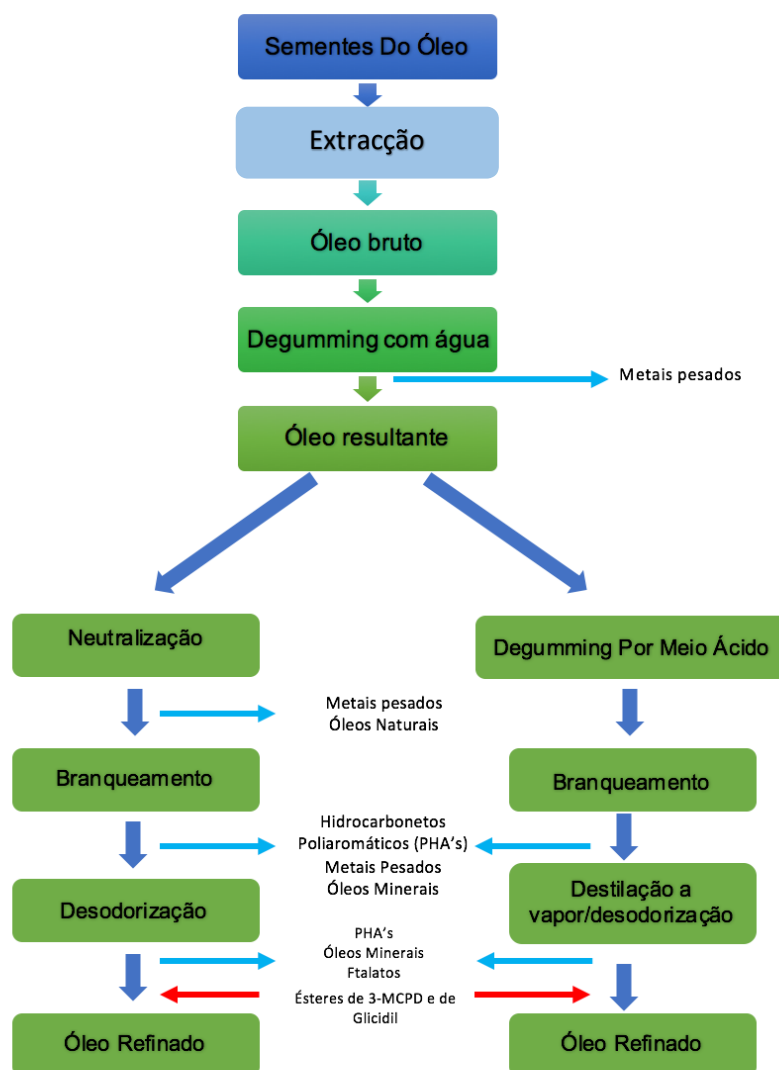 Sementes Do Óleo
Extracção
Óleo bruto
Degumming com água
Metais pesados
Óleo resultante
Neutralização
Degumming Por Meio Ácido
Metais pesados
Óleos Naturais
Branqueamento
Branqueamento
Hidrocarbonetos
Poliaromáticos (PHA's)
Metais Pesados
Óleos Minerais
Desodorização
Destilação a
vapor/desodorização
PHA's
Óleos Minerais
Ftalatos
Ésteres de 3-MCPD e de
Glicidil
Óleo Refinado
Óleo Refinado